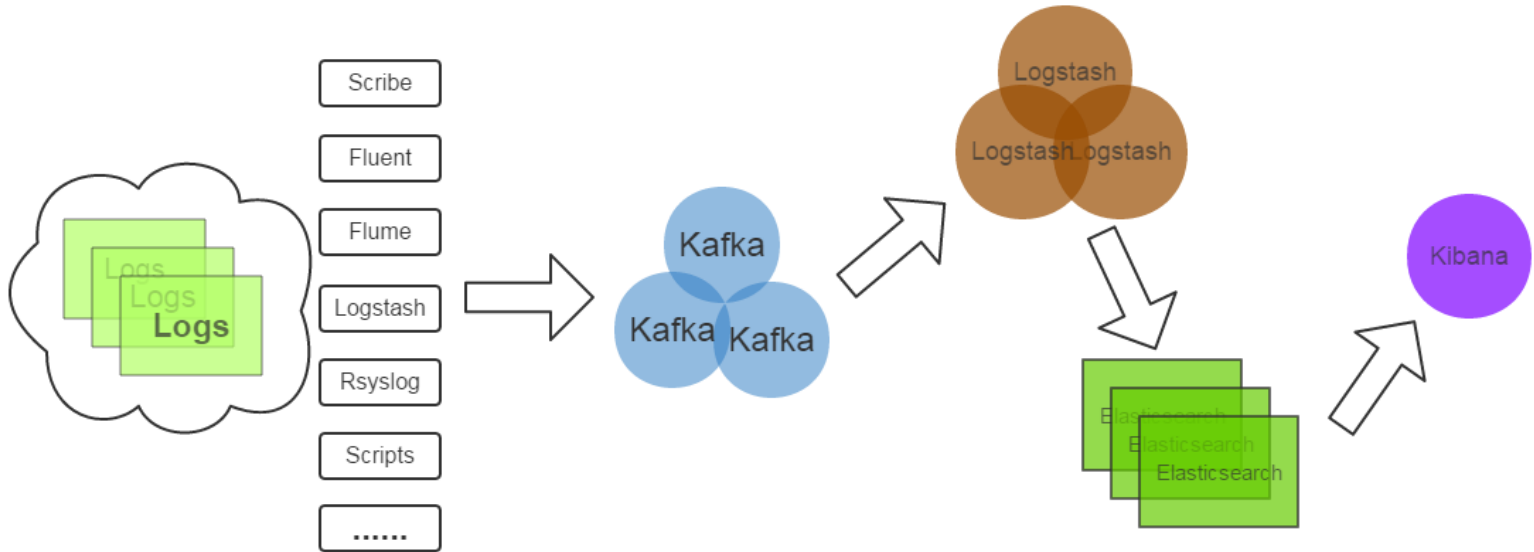 Logs
Logs
Logs
Scribe
Fluent
Flume
Logstash
Rsyslog
Scripts
......
Kafka
Kafka
Kafka
Logstash
Logstash
Logstash
Elasticsearch
Elasticsearch
Elasticsearch
Kibana